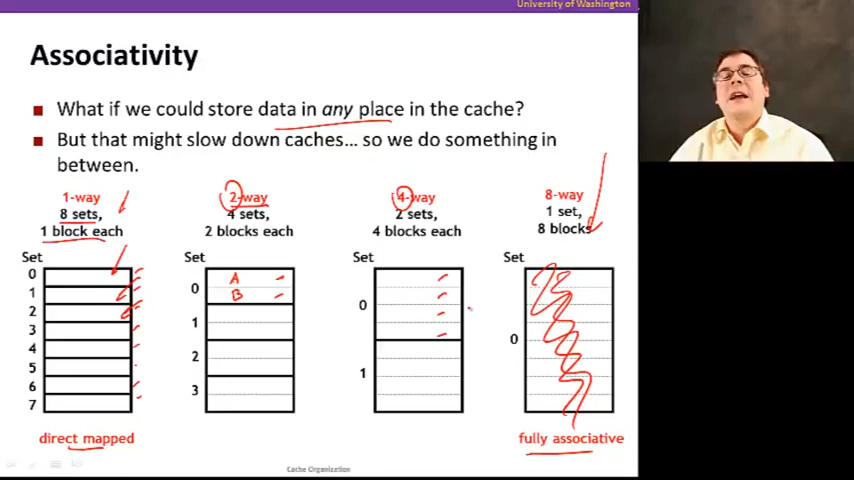 University of Washington
Associativity
What if we could store data in any place in the cache?
But that might slow down caches... so we do something in
between.
1-way
8 sets,
1 block each
2-way
4 sets,
2 blocks each
4-way
2 sets,
4 blocks each
8-way
1 set,
8 blocks
Set
0
1
2
3
4
5
6
7
direct mapped
Set
0
1
2
3
A
B
Set
0
1
Set
0
fully associative
Cache Organization